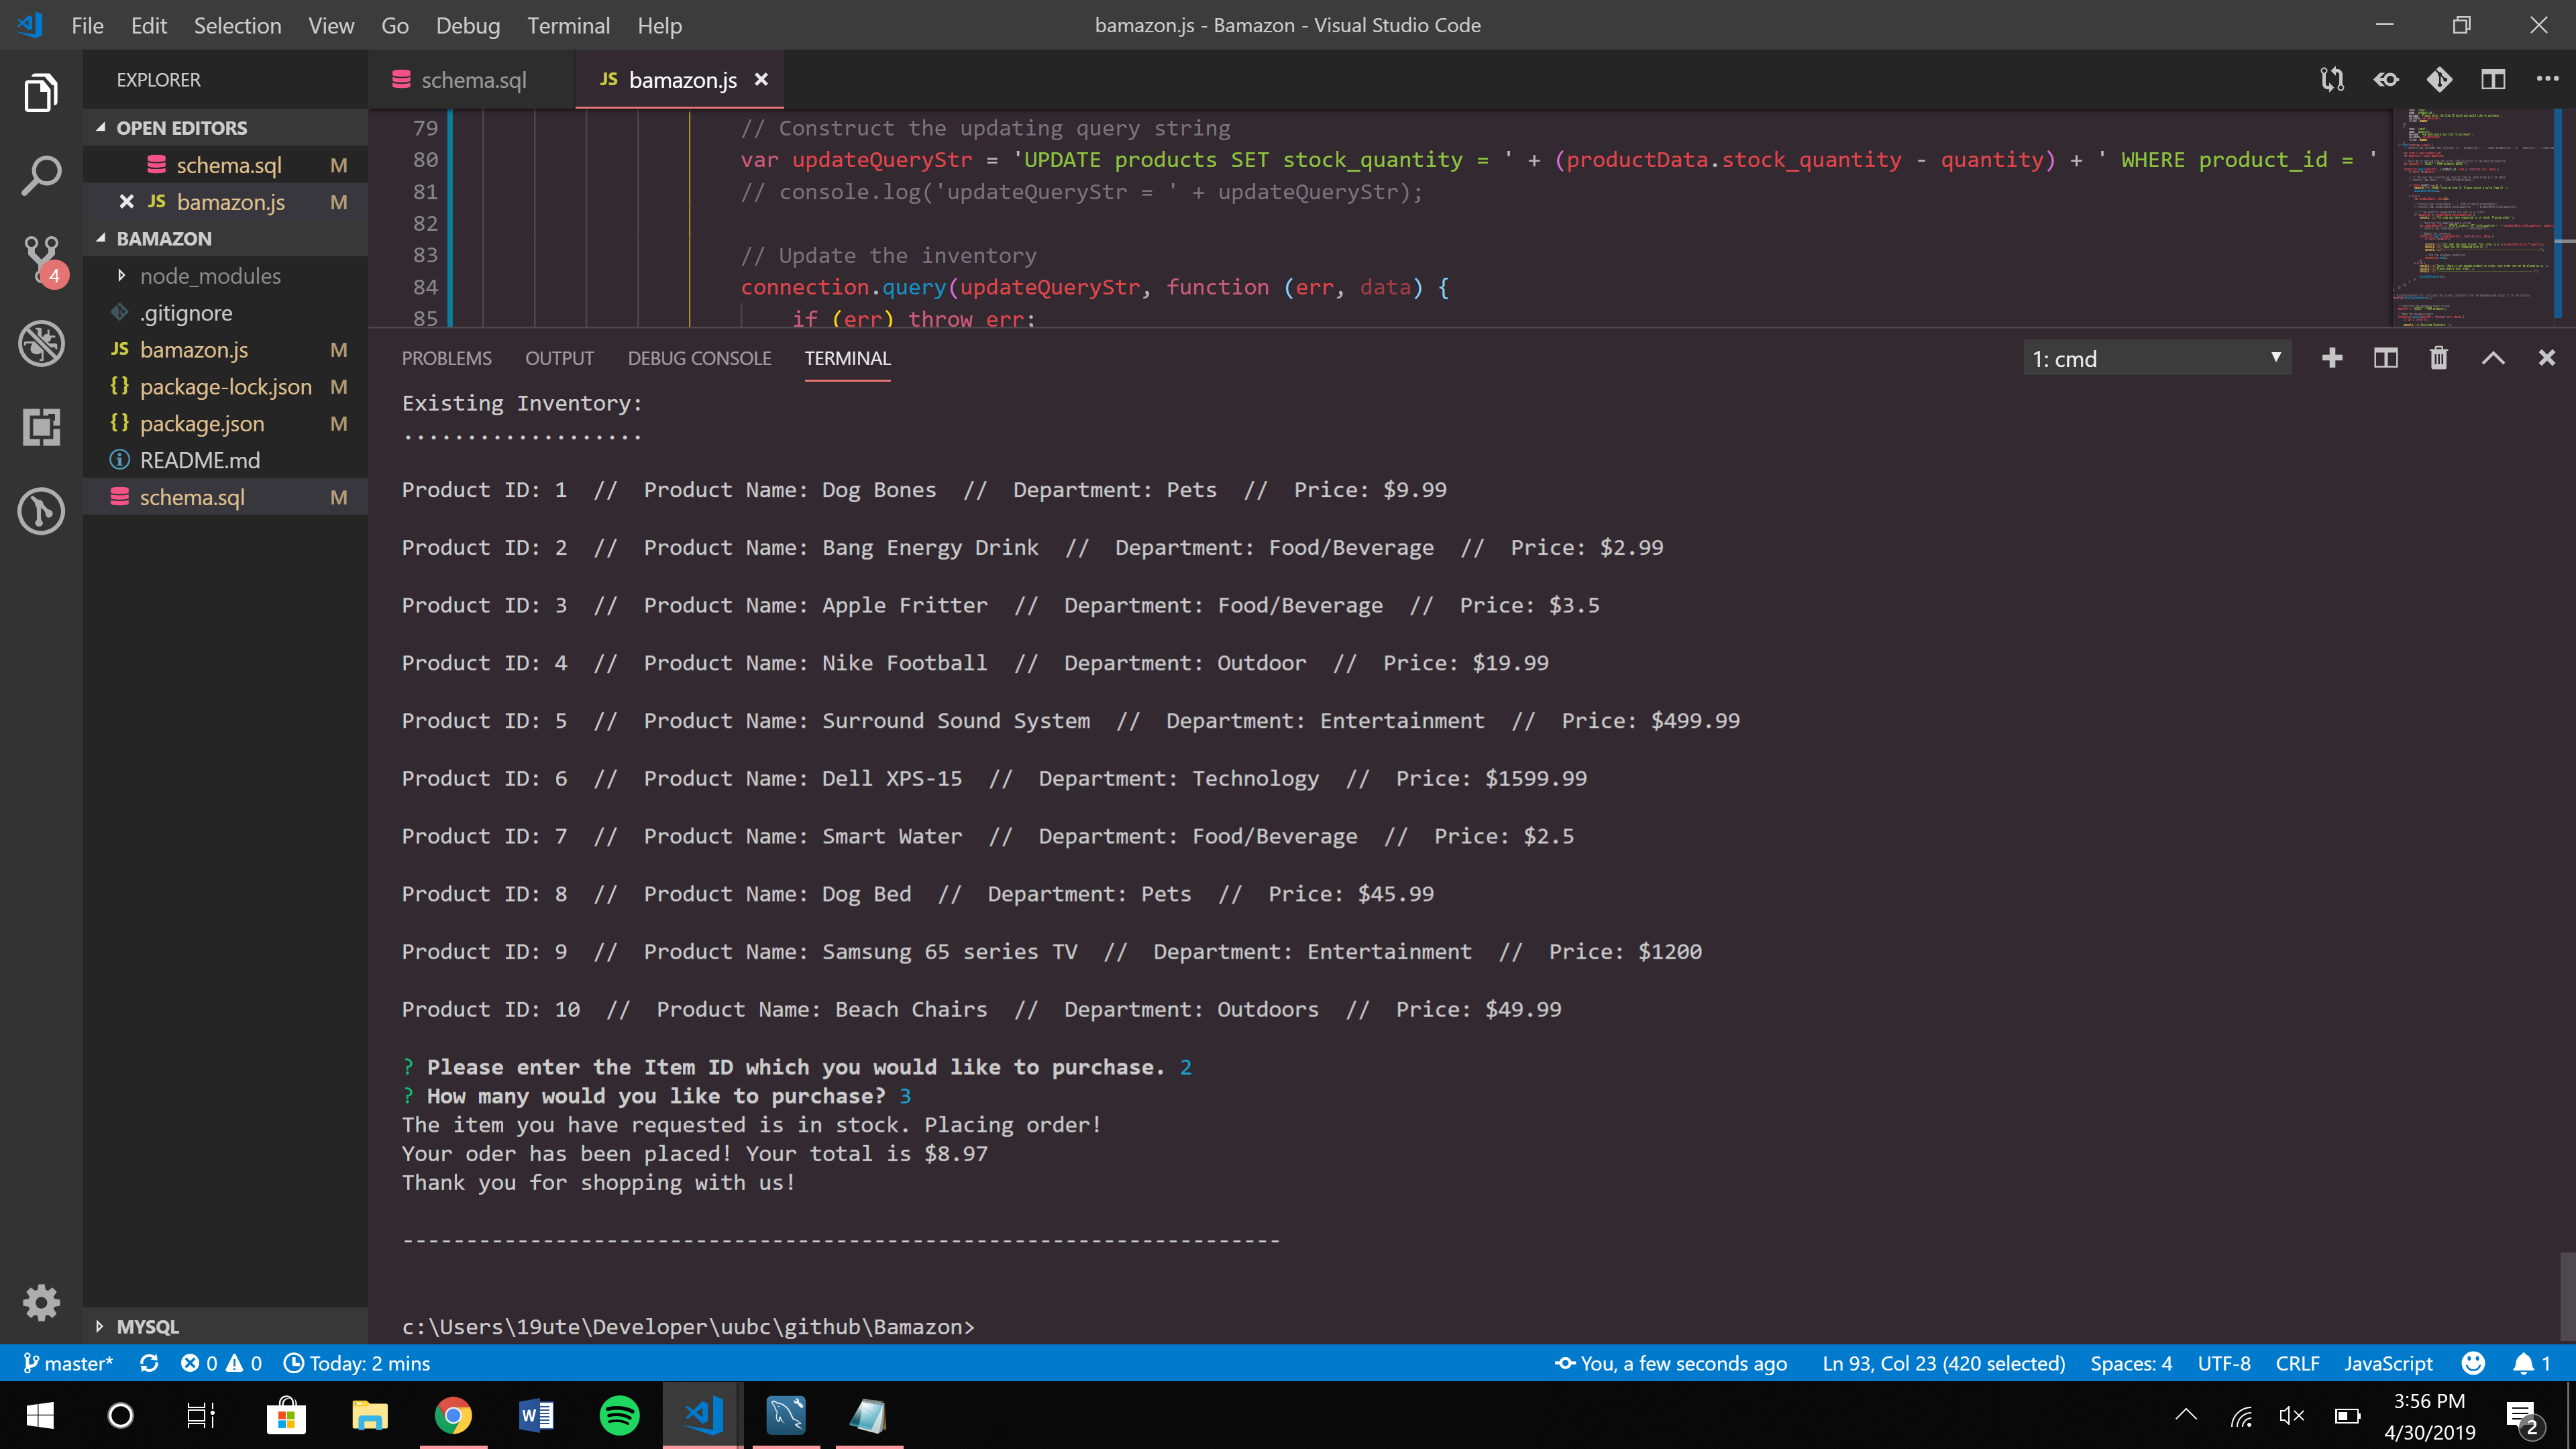 File Edit Selection View Go Debug Terminal Help
bamazon.js - Bamazon - Visual Studio Code
EXPLORER
OPEN EDITORS
schema.sql M
JS bamazon.js M
BAMAZON
node_modules
.gitignore
JS bamazon.js M
{} package-lock.json M
{} package.json M
README.md
schema.sql M
MYSQL
4
schema.sql
JS bamazon.js
79 // Construct the updating query string
80 var updateQueryStr = 'UPDATE products SET stock_quantity = ' + (productData.stock_quantity - quantity) + ' WHERE product_id = '
81 // console.log('updateQueryStr = ' + updateQueryStr);
82
83 // Update the inventory
84 connection.query(updateQueryStr, function (err, data) {
85 if (err) throw err;
PROBLEMS OUTPUT DEBUG CONSOLE TERMINAL
1: cmd
Existing Inventory:
...................
Product ID: 1 // Product Name: Dog Bones // Department: Pets // Price: $9.99
Product ID: 2 // Product Name: Bang Energy Drink // Department: Food/Beverage // Price: $2.99
Product ID: 3 // Product Name: Apple Fritter // Department: Food/Beverage // Price: $3.5
Product ID: 4 // Product Name: Nike Football // Department: Outdoor // Price: $19.99
Product ID: 5 // Product Name: Surround Sound System // Department: Entertainment // Price: $499.99
Product ID: 6 // Product Name: Dell XPS-15 // Department: Technology // Price: $1599.99
Product ID: 7 // Product Name: Smart Water // Department: Food/Beverage // Price: $2.5
Product ID: 8 // Product Name: Dog Bed // Department: Pets // Price: $45.99
Product ID: 9 // Product Name: Samsung 65 series TV // Department: Entertainment // Price: $1200
Product ID: 10 // Product Name: Beach Chairs // Department: Outdoors // Price: $49.99
? Please enter the Item ID which you would like to purchase. 2
? How many would you like to purchase? 3
The item you have requested is in stock. Placing order!
Your oder has been placed! Your total is $8.97
Thank you for shopping with us!
---------------------------------------------------------------------
c:\Users\19ute\Developer\uubc\github\Bamazon>
master* 0 0 Today: 2 mins
You, a few seconds ago Ln 93, Col 23 (420 selected) Spaces: 4 UTF-8 CRLF JavaScript 1
3:56 PM
4/30/2019
2